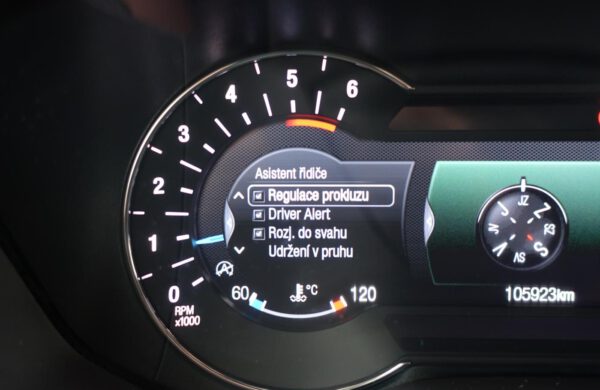 6
5
4
3
2
1
0
RPM
x1000
Asistent řidiče
Regulace prokluzu
Driver Alert
Rozj. do svahu
Udržení v pruhu
60 °C 120
JZ
Z
S
SV
V
J
105923km